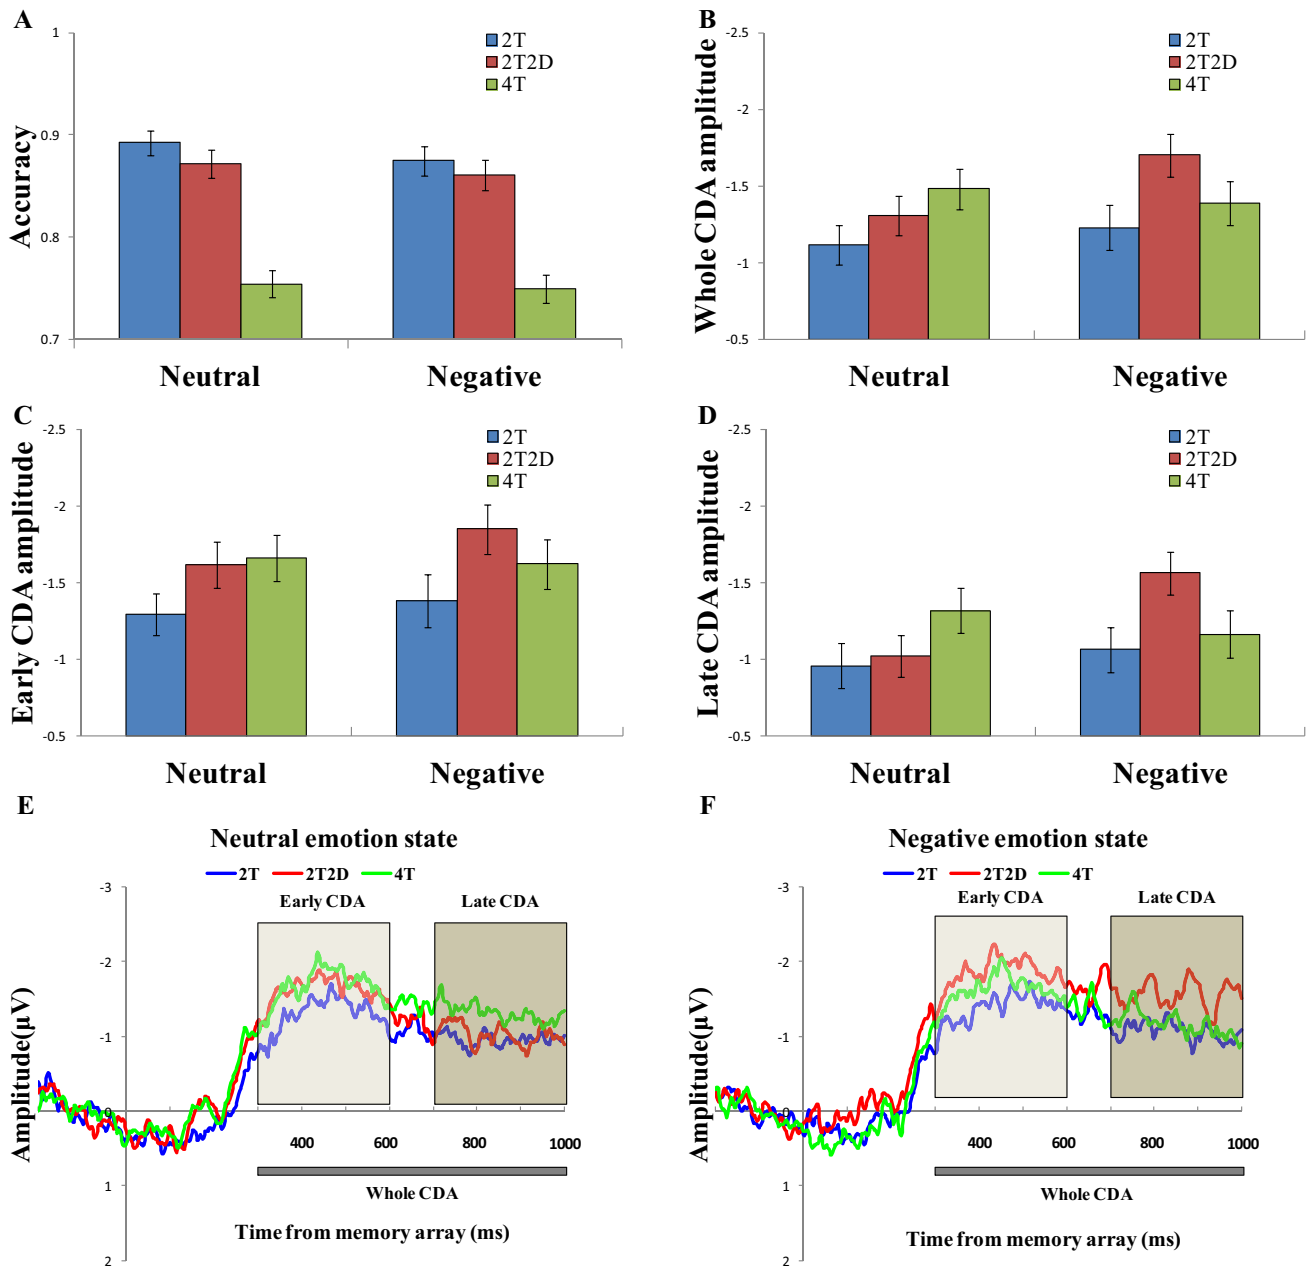 A
Accuracy
1
0.9
0.8
0.7
2T
2T2D
4T
Neutral
Negative
B
Whole CDA amplitude
-2.5
-2
-1.5
-1
-0.5
2T
2T2D
4T
Neutral
Negative
C
Early CDA amplitude
-2.5
-2
-1.5
-1
-0.5
2T
2T2D
4T
Neutral
Negative
D
Late CDA amplitude
-2.5
-2
-1.5
-1
-0.5
2T
2T2D
4T
Neutral
Negative
E
Neutral emotion state
2T 2T2D 4T
Early CDA Late CDA
Amplitude(μV)
-3
-2
-1
0
1
2
400 600 800 1000
Whole CDA
Time from memory array (ms)
F
Negative emotion state
2T 2T2D 4T
Early CDA Late CDA
Amplitude(μV)
-3
-2
-1
0
1
2
400 600 800 1000
Whole CDA
Time from memory array (ms)